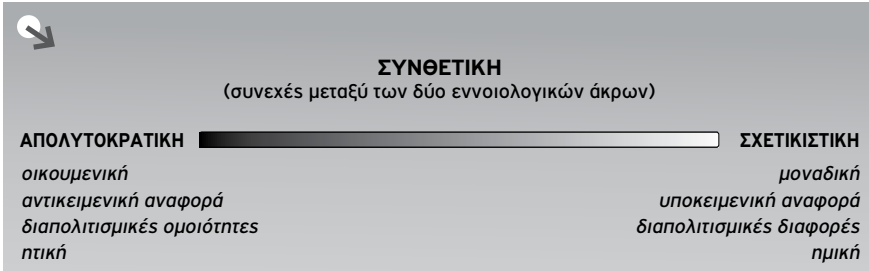 ΣΥΝΘΕΤΙΚΗ
(συνεχές μεταξύ των δύο εννοιολογικών άκρων)
ΑΠΟΛΥΤΟΚΡΑΤΙΚΗ ΣΧΕΤΙΚΙΣΤΙΚΗ
οικουμενική μοναδική
αντικειμενική αναφορά υποκειμενική αναφορά
διαπολιτισμικές ομοιότητες διαπολιτισμικές διαφορές
ητική ημική